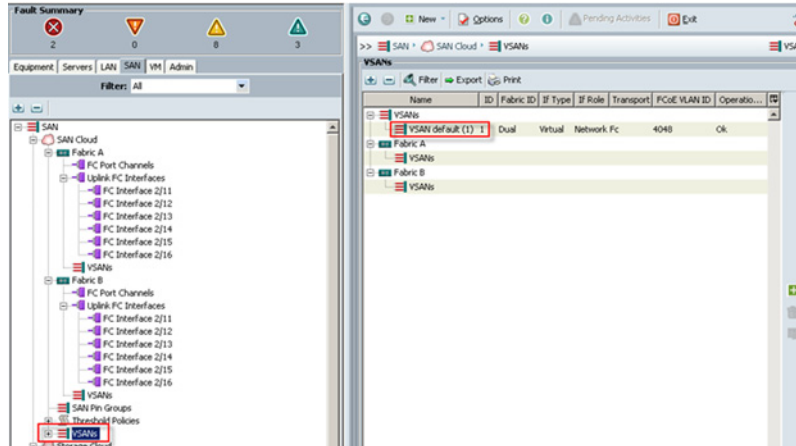 Fault Summary
2 0 8 3
Equipment Servers LAN SAN VM Admin
Filter: All
SAN
SAN Cloud
Fabric A
FC Port Channels
Uplink FC Interfaces
FC Interface 2/11
FC Interface 2/12
FC Interface 2/13
FC Interface 2/14
FC Interface 2/15
FC Interface 2/16
VSANs
Fabric B
FC Port Channels
Uplink FC Interfaces
FC Interface 2/11
FC Interface 2/12
FC Interface 2/13
FC Interface 2/14
FC Interface 2/15
FC Interface 2/16
VSANs
SAN Pin Groups
Threshold Policies
VSANs
Storage Cloud
New Options Pending Activities Exit
>> SAN SAN Cloud VSANs
VSANs
Filter Export Print
Name ID Fabric ID If Type If Role Transport FCoE VLAN ID Operatio...
VSANs
VSAN default (1) 1 Dual Virtual Network Fc 4048 Ok
Fabric A
VSANs
Fabric B
VSANs